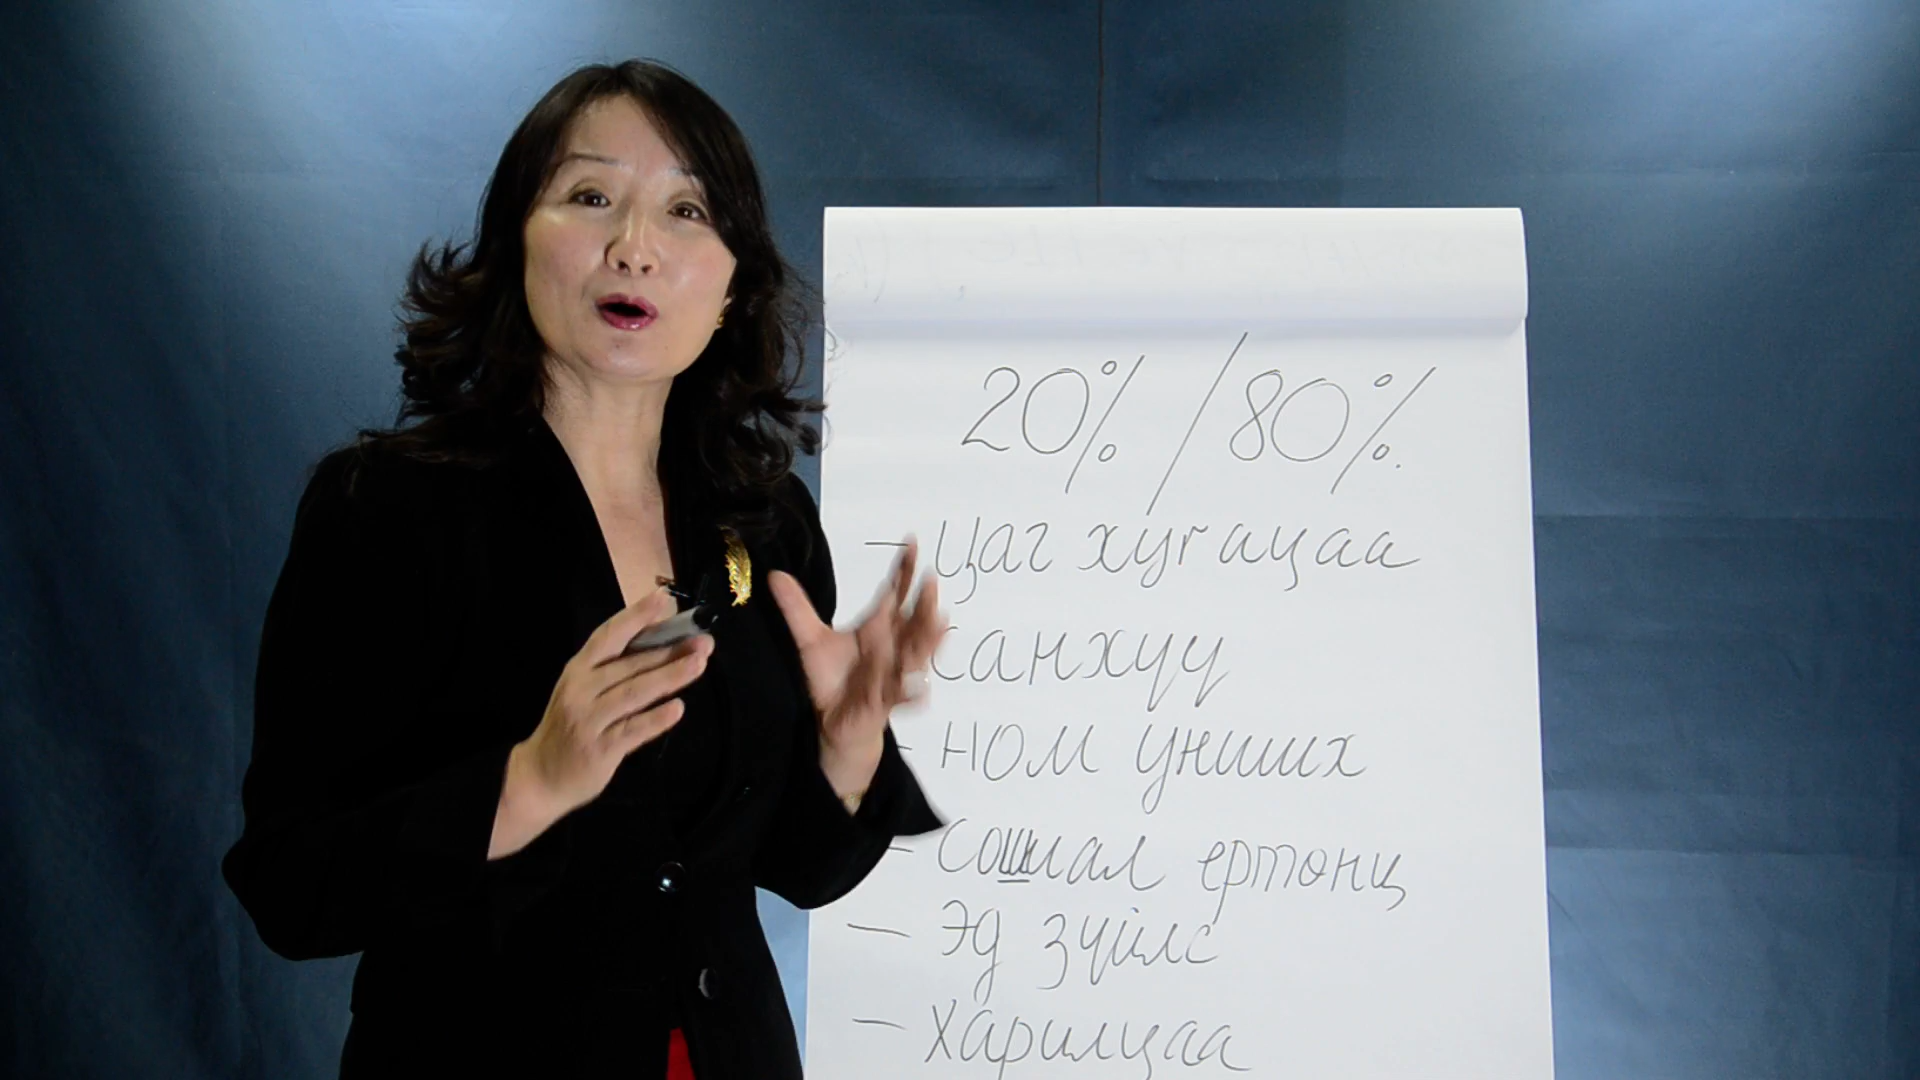 20% / 80%.
- цаг хугацаа
санхүү
- ном унших
- Сошиал ертөнц
- Эд зүйлс
- Харилцаа